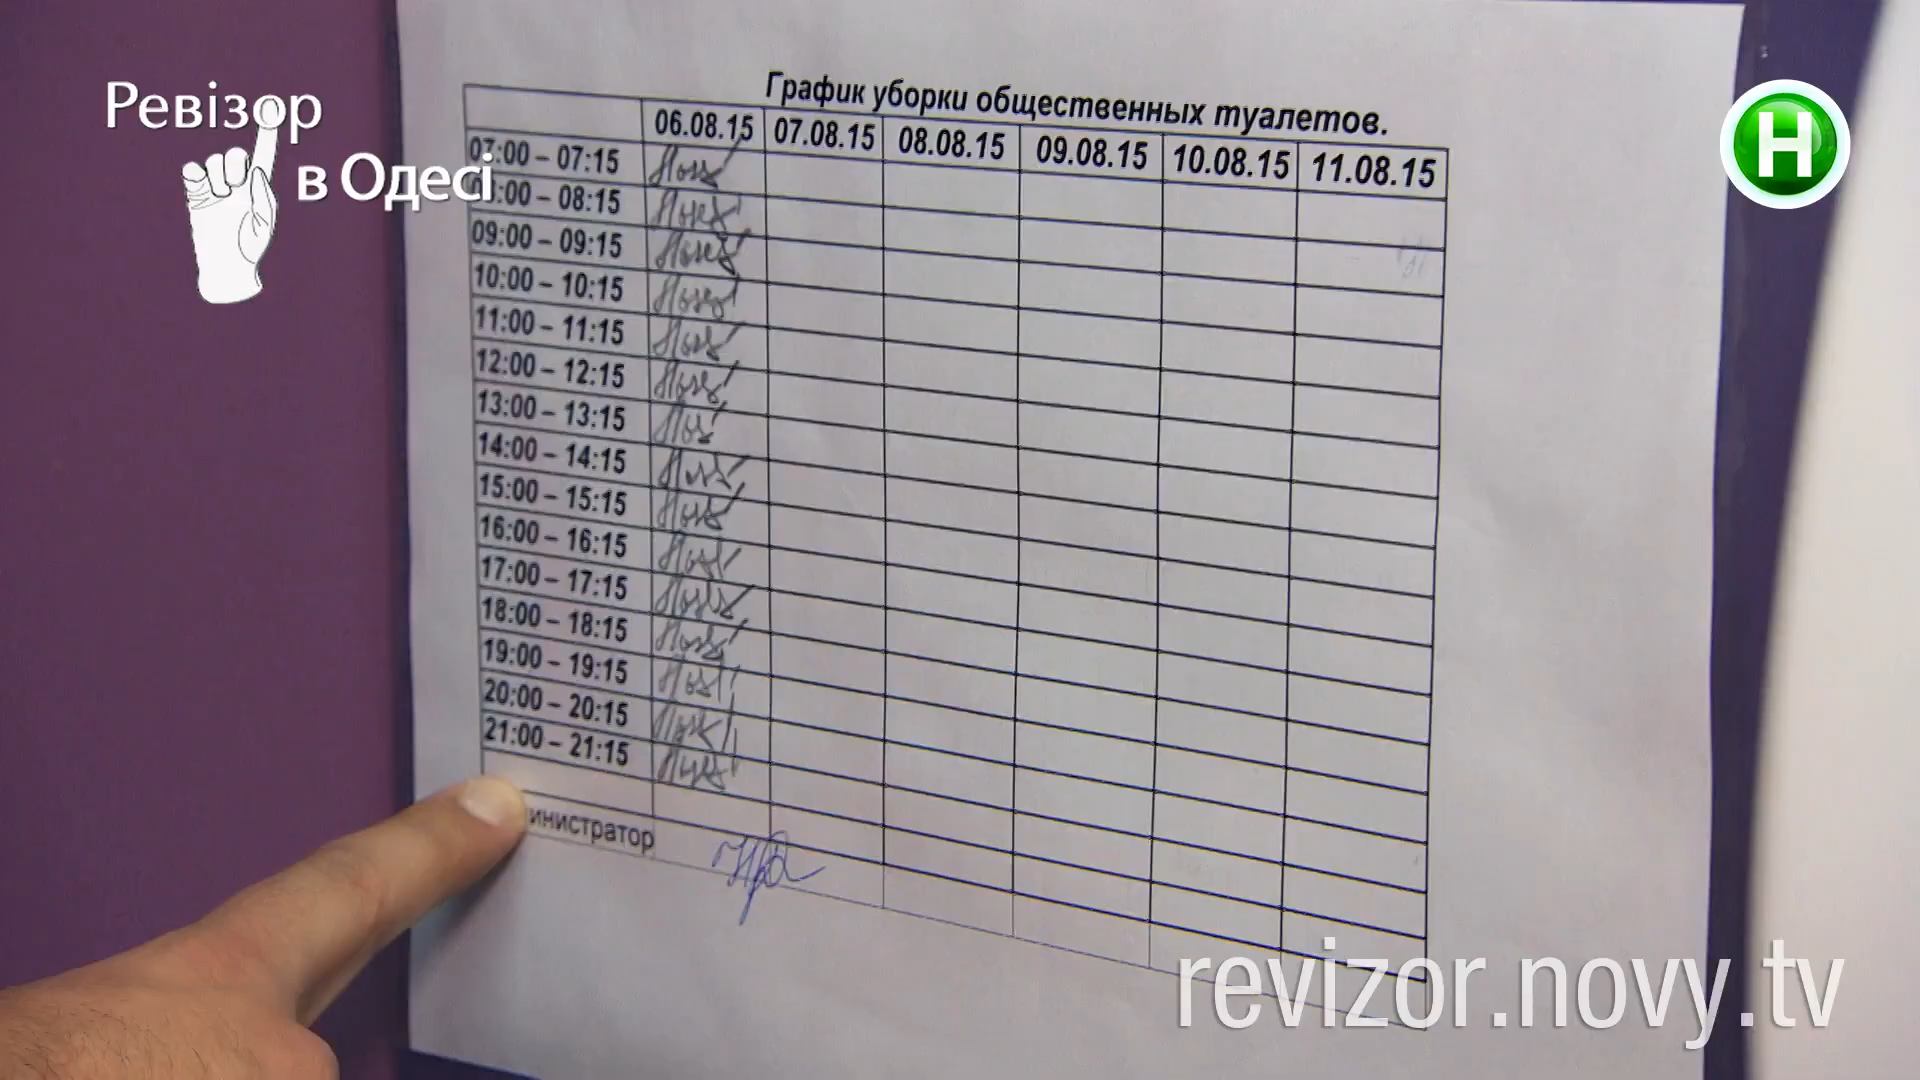 Ревізор
в Одесі
Н
График уборки общественных туалетов.
06.08.15 07.08.15 08.08.15 09.08.15 10.08.15 11.08.15
07:00 – 07:15
:00 – 08:15
09:00 – 09:15
10:00 – 10:15
11:00 – 11:15
12:00 – 12:15
13:00 – 13:15
14:00 – 14:15
15:00 – 15:15
16:00 – 16:15
17:00 – 17:15
18:00 – 18:15
19:00 – 19:15
20:00 – 20:15
21:00 – 21:15
инистратор
revizor.novy.tv